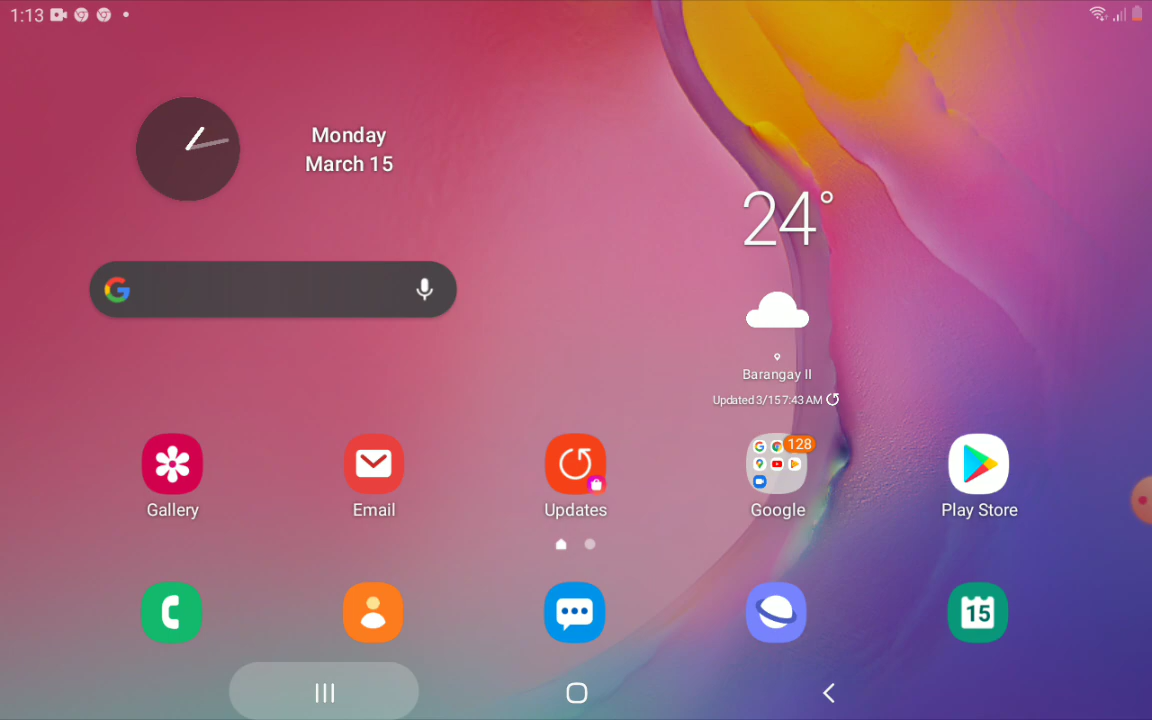 1:13
Monday
March 15
24°
Barangay II
Updated 3/15 7:43 AM
128
Gallery
Email
Updates
Google
Play Store
15